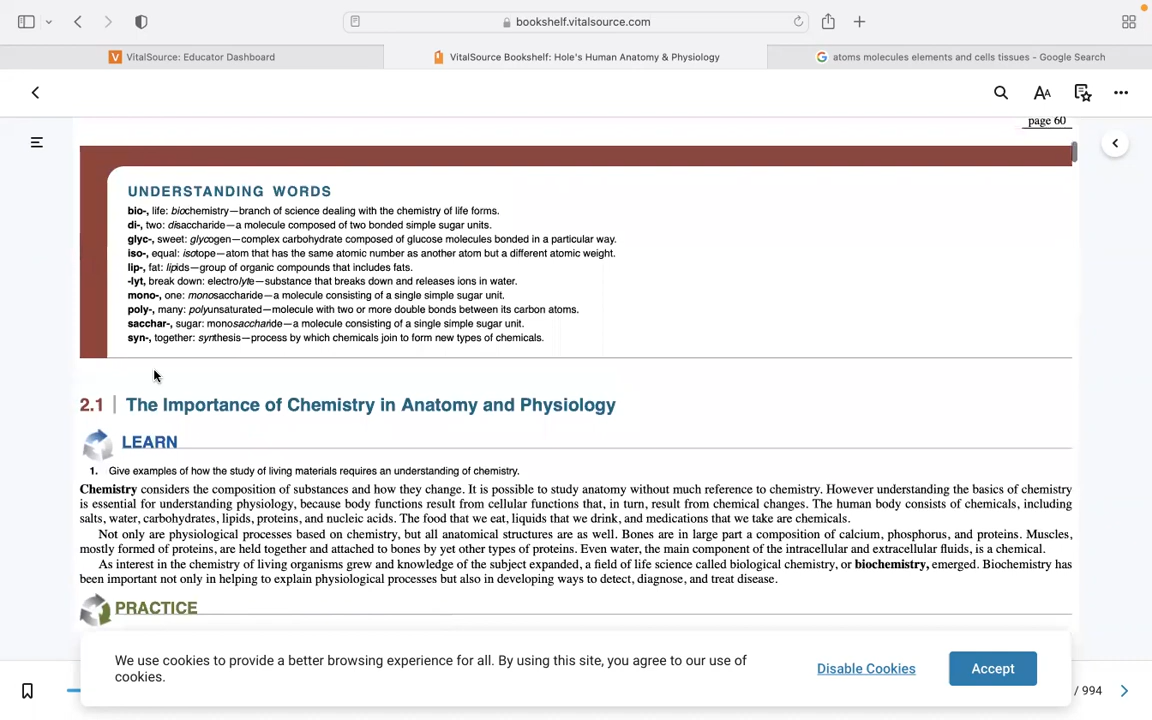 bookshelf.vitalsource.com
VitalSource: Educator Dashboard
VitalSource Bookshelf: Hole's Human Anatomy & Physiology
atoms molecules elements and cells tissues - Google Search
AA
page 60
UNDERSTANDING WORDS
bio-, life: biochemistry—branch of science dealing with the chemistry of life forms.
di-, two: disaccharide—a molecule composed of two bonded simple sugar units.
glyc-, sweet: glycogen—complex carbohydrate composed of glucose molecules bonded in a particular way.
iso-, equal: isotope—atom that has the same atomic number as another atom but a different atomic weight.
lip-, fat: lipids—group of organic compounds that includes fats.
-lyt, break down: electrolyte—substance that breaks down and releases ions in water.
mono-, one: monosaccharide—a molecule consisting of a single simple sugar unit.
poly-, many: polyunsaturated—molecule with two or more double bonds between its carbon atoms.
sacchar-, sugar: monosaccharide—a molecule consisting of a single simple sugar unit.
syn-, together: synthesis—process by which chemicals join to form new types of chemicals.
2.1 | The Importance of Chemistry in Anatomy and Physiology
LEARN
1. Give examples of how the study of living materials requires an understanding of chemistry.
Chemistry considers the composition of substances and how they change. It is possible to study anatomy without much reference to chemistry. However understanding the basics of chemistry
is essential for understanding physiology, because body functions result from cellular functions that, in turn, result from chemical changes. The human body consists of chemicals, including
salts, water, carbohydrates, lipids, proteins, and nucleic acids. The food that we eat, liquids that we drink, and medications that we take are chemicals.
Not only are physiological processes based on chemistry, but all anatomical structures are as well. Bones are in large part a composition of calcium, phosphorus, and proteins. Muscles,
mostly formed of proteins, are held together and attached to bones by yet other types of proteins. Even water, the main component of the intracellular and extracellular fluids, is a chemical.
As interest in the chemistry of living organisms grew and knowledge of the subject expanded, a field of life science called biological chemistry, or biochemistry, emerged. Biochemistry has
been important not only in helping to explain physiological processes but also in developing ways to detect, diagnose, and treat disease.
PRACTICE
We use cookies to provide a better browsing experience for all. By using this site, you agree to our use of
cookies.
Disable Cookies
Accept
/ 994